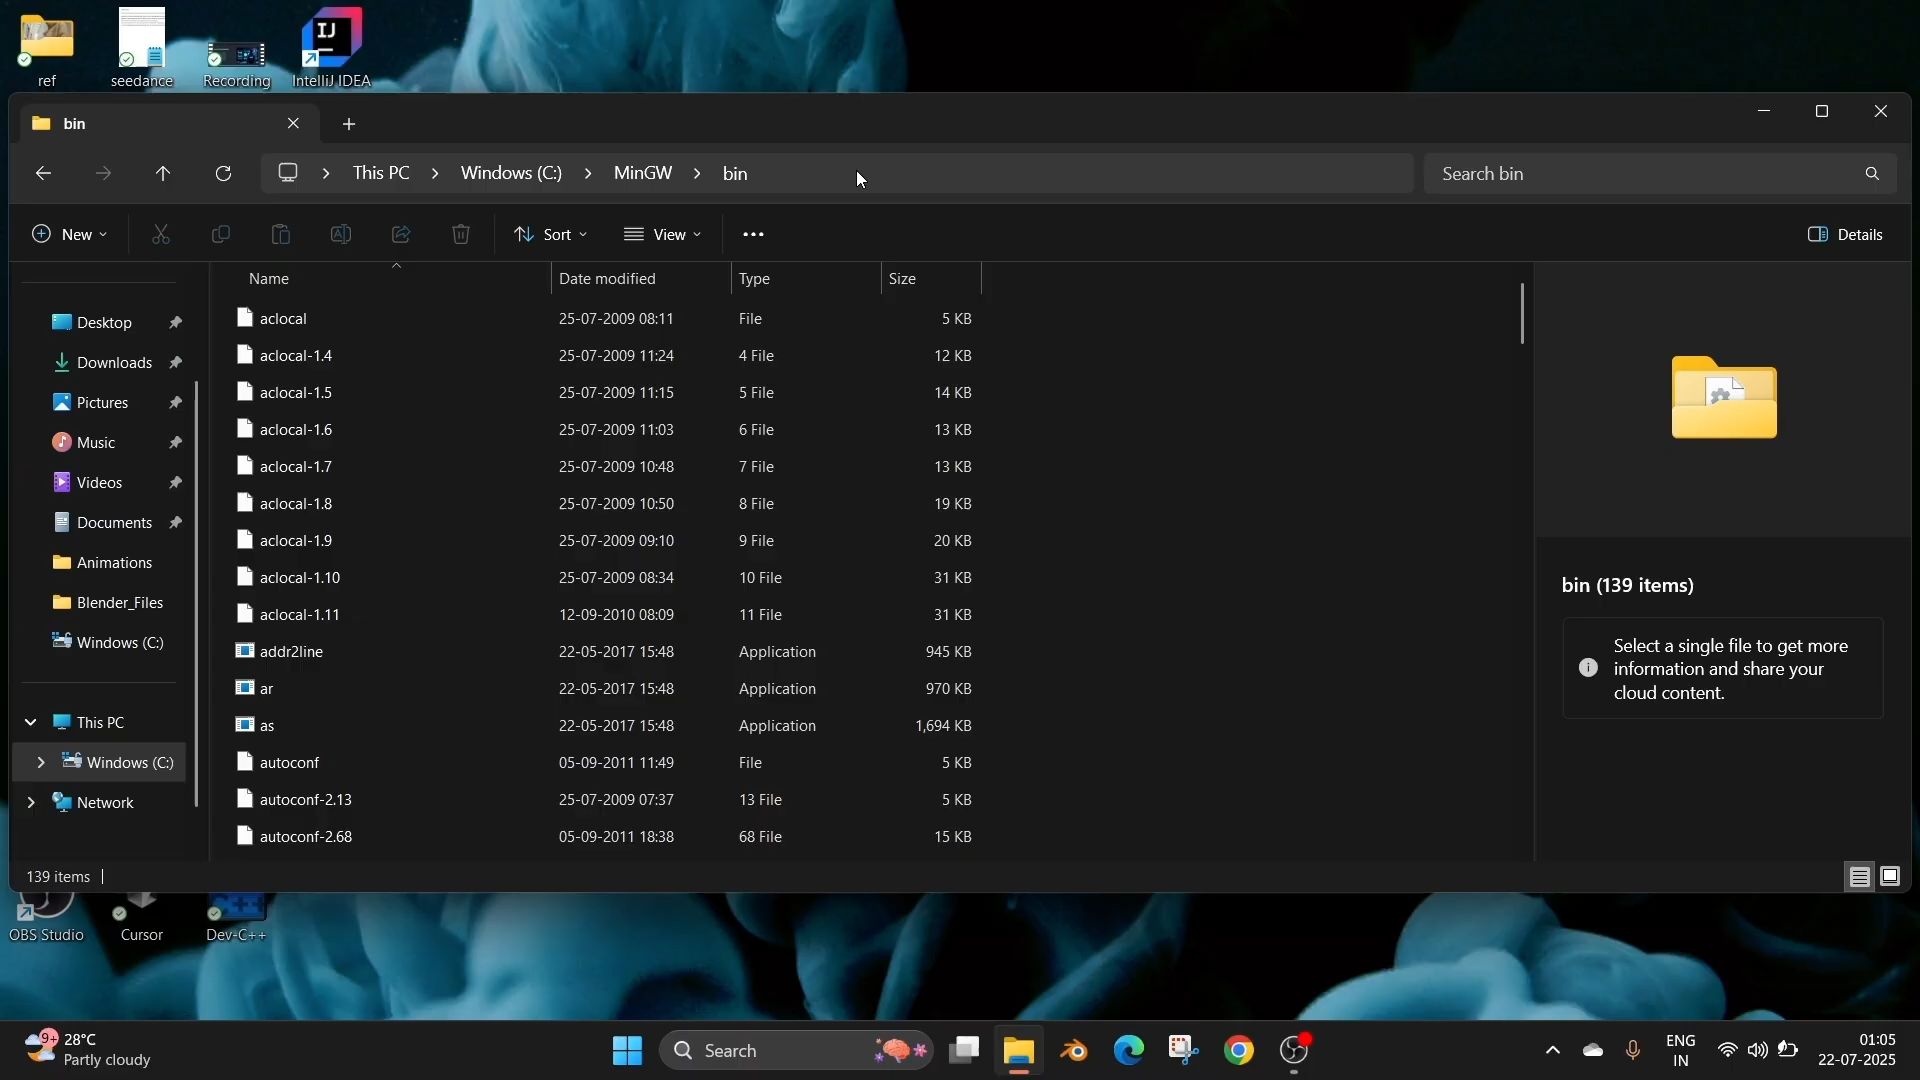 ref
seedance
Recording
IntelliJ IDEA
IJ
bin
This PC
Windows (C:)
MinGW
bin
Search bin
New
Sort
View
Details
Name
Date modified
Type
Size
aclocal 25-07-2009 08:11 File 5 KB
aclocal-1.4 25-07-2009 11:24 4 File 12 KB
aclocal-1.5 25-07-2009 11:15 5 File 14 KB
aclocal-1.6 25-07-2009 11:03 6 File 13 KB
aclocal-1.7 25-07-2009 10:48 7 File 13 KB
aclocal-1.8 25-07-2009 10:50 8 File 19 KB
aclocal-1.9 25-07-2009 09:10 9 File 20 KB
aclocal-1.10 25-07-2009 08:34 10 File 31 KB
aclocal-1.11 12-09-2010 08:09 11 File 31 KB
addr2line 22-05-2017 15:48 Application 945 KB
ar 22-05-2017 15:48 Application 970 KB
as 22-05-2017 15:48 Application 1,694 KB
autoconf 05-09-2011 11:49 File 5 KB
autoconf-2.13 25-07-2009 07:37 13 File 5 KB
autoconf-2.68 05-09-2011 18:38 68 File 15 KB
Desktop
Downloads
Pictures
Music
Videos
Documents
Animations
Blender_Files
Windows (C:)
This PC
Windows (C:)
Network
bin (139 items)
Select a single file to get more
information and share your
cloud content.
139 items
OBS Studio
Cursor
Dev-C++
9+
28°C
Partly cloudy
Search
ENG
IN
01:05
22-07-2025